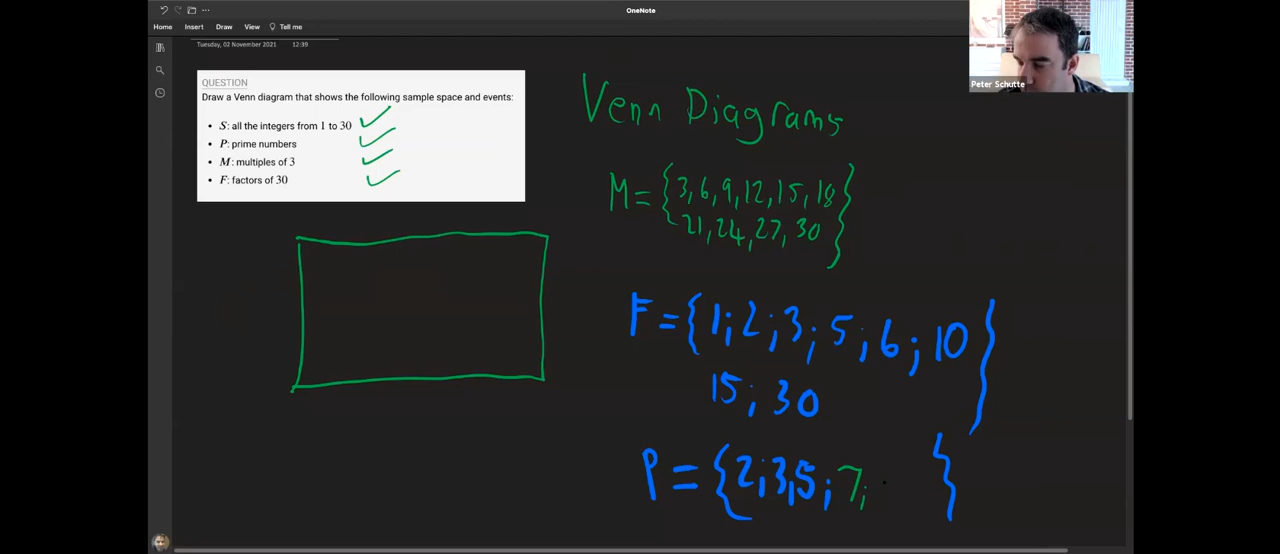 OneNote
Home Insert Draw View Tell me
Tuesday, 02 November 2021 12:39
QUESTION
Draw a Venn diagram that shows the following sample space and events:
• S: all the integers from 1 to 30
• P: prime numbers
• M: multiples of 3
• F: factors of 30
Peter Schutte
Venn Diagrams
M = {3, 6, 9, 12, 15, 18
21, 24, 27, 30}
F = {1; 2; 3; 5; 6; 10
15; 30}
P = {2; 3, 5; 7; }